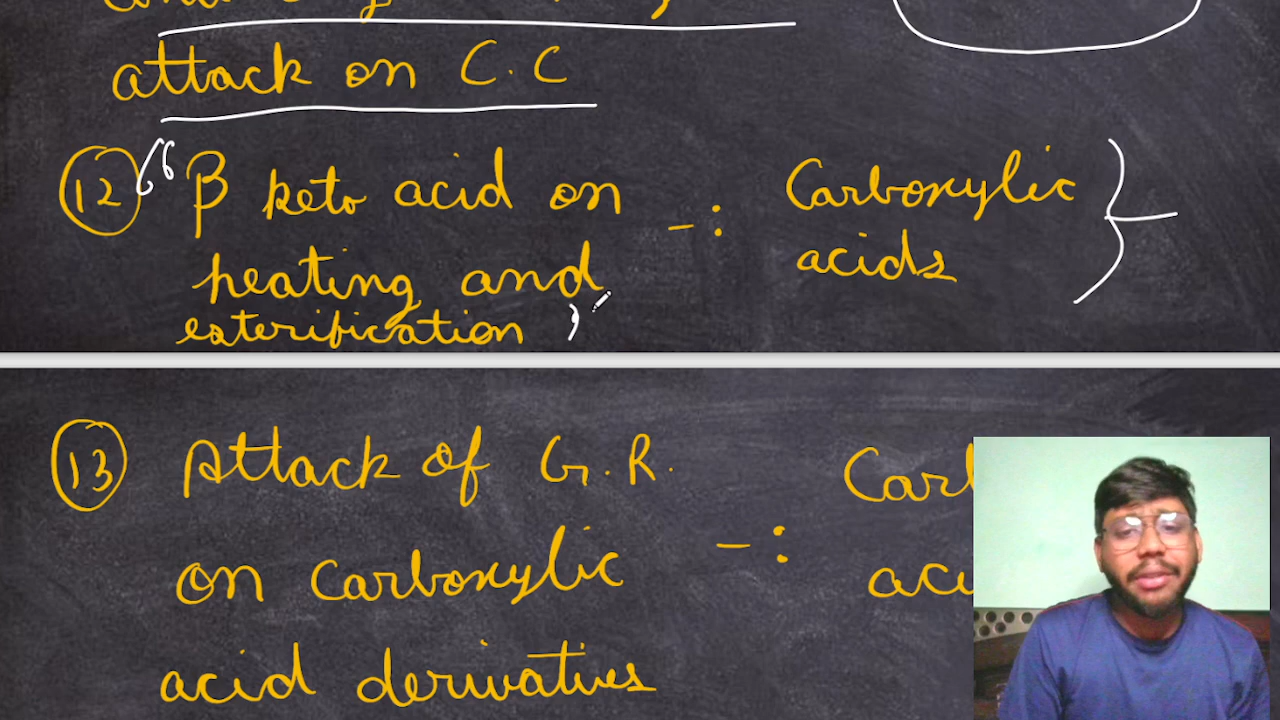 attack on C.C
12 β keto acid on -: Carboxylic
heating and acids
esterification
13 Attack of G.R. Carb
on carboxylic -: aci
acid derivatives